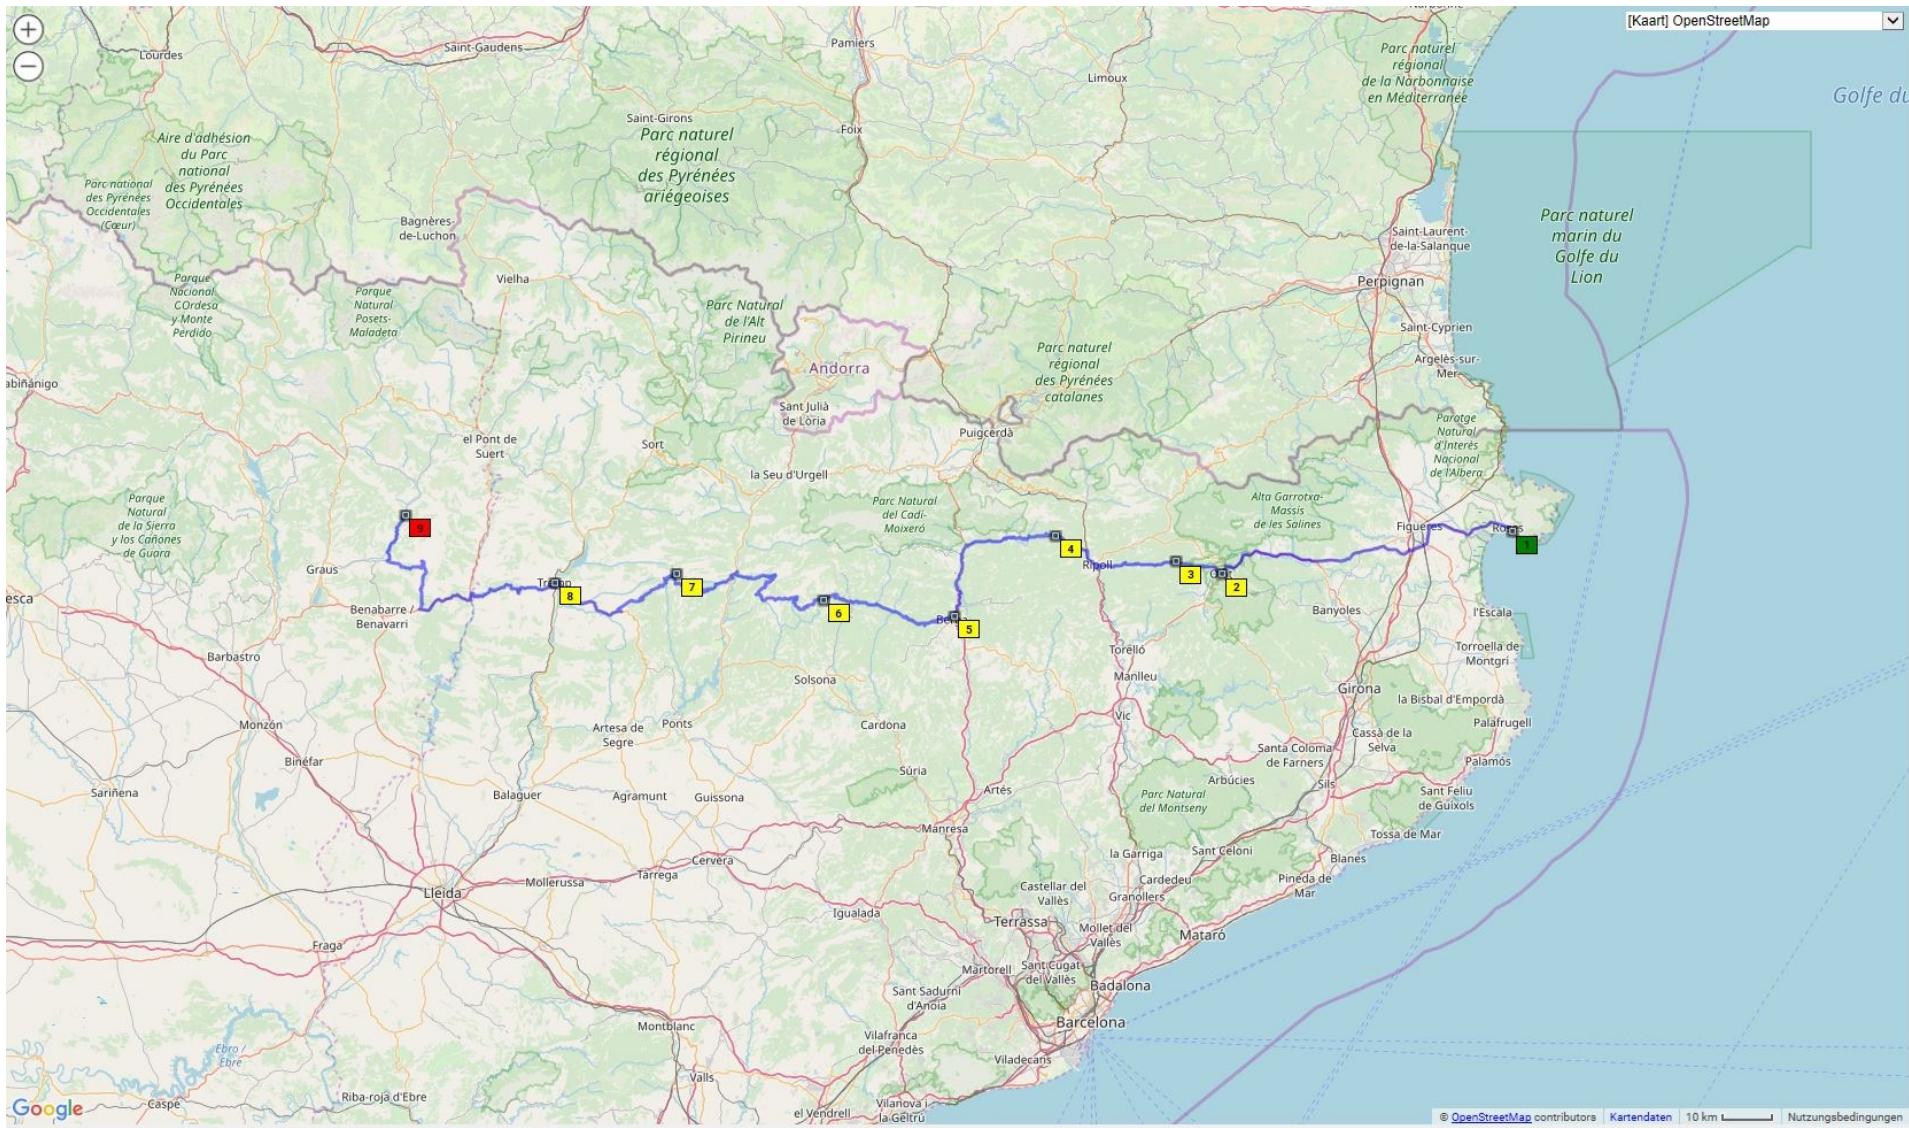 [Kaart] OpenStreetMap
Narbonne
Lourdes
Saint-Gaudens
Pamiers
Limoux
Parc naturel
régional
de la Narbonnaise
en Méditerranée
Golfe du
Saint-Girons
Foix
Parc naturel
régional
des Pyrénées
ariégeoises
Aire d'adhésion
du Parc
national
des Pyrénées
Occidentales
Parc national
des Pyrénées
Occidentales
(Cœur)
Bagnères-
de-Luchon
Saint-Laurent-
de-la-Salanque
Parc naturel
marin du
Golfe du
Lion
Parque
Nacional
COrdesa
y Monte
Perdido
Parque
Natural
Posets-
Maladeta
Vielha
Parc Natural
de l'Alt
Pirineu
Perpignan
Saint-Cyprien
Argelès-sur-
Mer
Andorra
Parc naturel
régional
des Pyrénées
catalanes
abiñánigo
Sant Julià
de Lòria
Puigcerdà
Paratge
Natural
d'Interès
Nacional
de l'Albera
el Pont de
Suert
Sort
la Seu d'Urgell
Parque
Natural
de la Sierra
y los Cañones
de Guara
Parc Natural
del Cadí-
Moixeró
Alta Garrotxa-
Massis
de les Salines
Figueres
Roses
1
9
4
Ripoll
3
2
Graus
Tremp
8
7
6
5
esca
Benabarre /
Benavarri
Banyoles
l'Escala
Torroella de
Montgrí
Barbastro
Torelló
Manlleu
Solsona
Girona
la Bisbal d'Empordà
Palafrugell
Monzón
Artesa de
Segre
Ponts
Cardona
Vic
Cassà de la
Selva
Santa Coloma
de Farners
Palamós
Binéfar
Súria
Arbúcies
Sils
Sant Feliu
de Guíxols
Sariñena
Balaguer
Agramunt
Guissona
Artés
Parc Natural
del Montseny
Manresa
Tossa de Mar
Cervera
la Garriga
Sant Celoni
Blanes
Lleida
Mollerussa
Tàrrega
Castellar del
Vallès
Cardedeu
Granollers
Pineda de
Mar
Igualada
Terrassa
Mollet del
Vallès
Mataró
Fraga
Martorell
Sant Cugat
del Vallès
Badalona
Sant Sadurní
d'Anoia
Barcelona
Montblanc
Vilafranca
del Penedès
Viladecans
Ebro /
Ebre
Valls
Caspe
Riba-roja d'Ebre
el Vendrell
Vilanova i
la Geltrú
Google
© OpenStreetMap contributors Kartendaten 10 km Nutzungsbedingungen